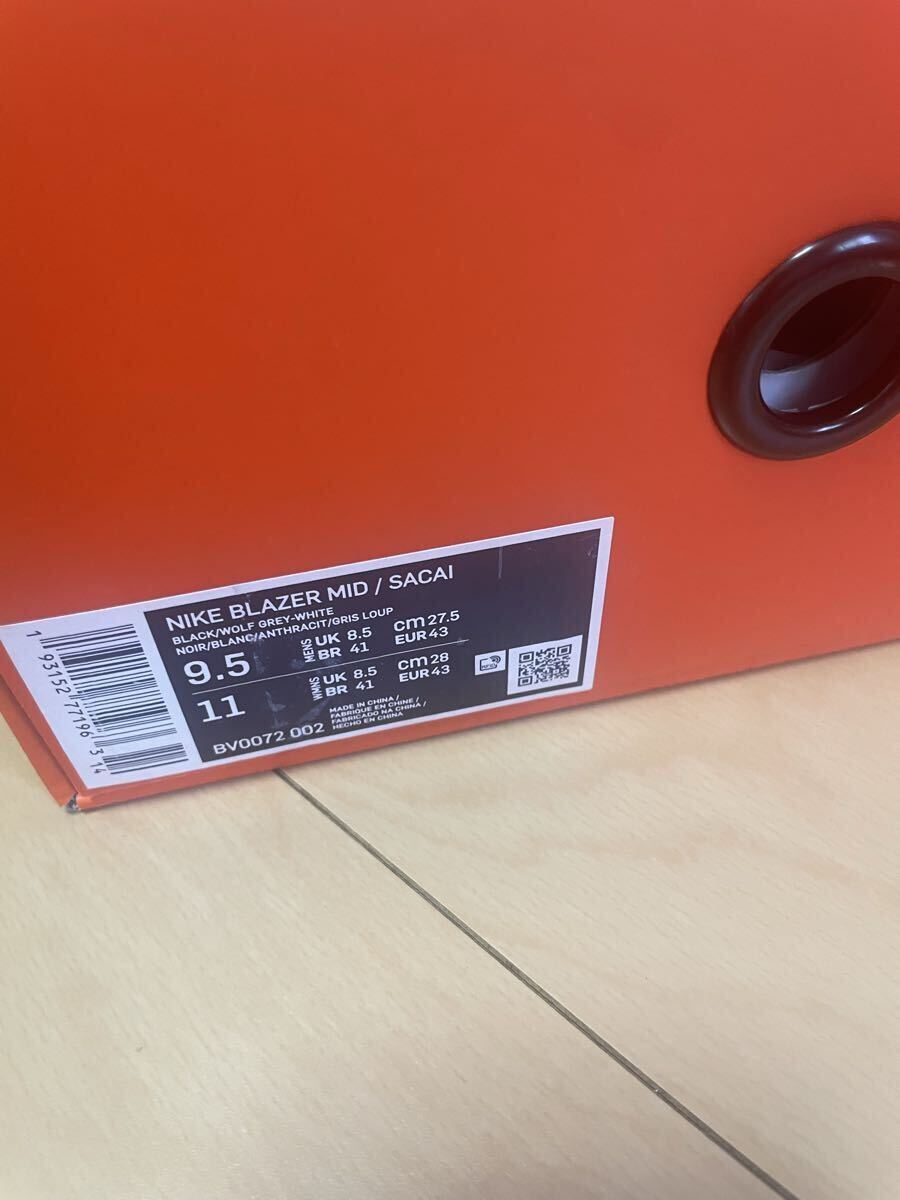 NIKE BLAZER MID / SACAI
BLACK/WOLF GREY-WHITE
NOIR/BLANC/ANTHRACIT/GRIS LOUP
9.5 MENS UK 8.5 cm 27.5
BR 41 EUR 43
11 WMNS UK 8.5 cm 28
BR 41 EUR 43
BV0072 002
MADE IN CHINA /
FABRIQUE EN CHINE /
FABRICADO NA CHINA /
HECHO EN CHINA
RFID
1 93152 77196 3 14